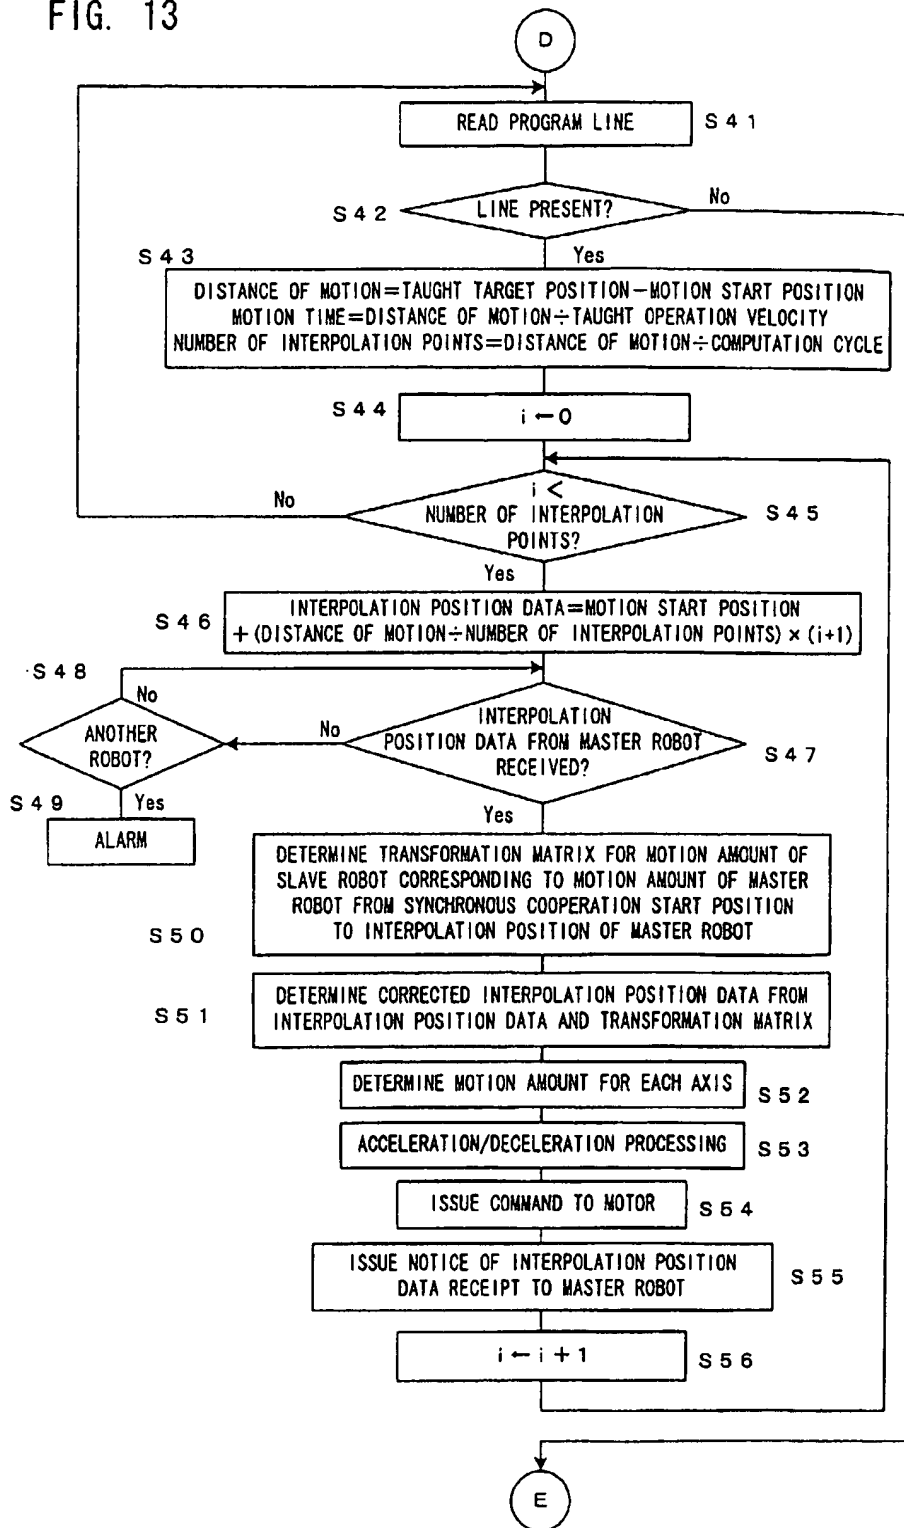 FIG. 13
D
READ PROGRAM LINE
S41
S42
LINE PRESENT?
No
Yes
S43
DISTANCE OF MOTION=TAUGHT TARGET POSITION−MOTION START POSITION
MOTION TIME=DISTANCE OF MOTION÷TAUGHT OPERATION VELOCITY
NUMBER OF INTERPOLATION POINTS=DISTANCE OF MOTION÷COMPUTATION CYCLE
S44
i←0
i <
NUMBER OF INTERPOLATION
POINTS?
S45
No
Yes
S46
INTERPOLATION POSITION DATA=MOTION START POSITION
+(DISTANCE OF MOTION÷NUMBER OF INTERPOLATION POINTS)×(i+1)
S48
No
ANOTHER
ROBOT?
No
INTERPOLATION
POSITION DATA FROM MASTER ROBOT
RECEIVED?
S47
S49
Yes
ALARM
Yes
DETERMINE TRANSFORMATION MATRIX FOR MOTION AMOUNT OF
SLAVE ROBOT CORRESPONDING TO MOTION AMOUNT OF MASTER
ROBOT FROM SYNCHRONOUS COOPERATION START POSITION
TO INTERPOLATION POSITION OF MASTER ROBOT
S50
S51
DETERMINE CORRECTED INTERPOLATION POSITION DATA FROM
INTERPOLATION POSITION DATA AND TRANSFORMATION MATRIX
DETERMINE MOTION AMOUNT FOR EACH AXIS
S52
ACCELERATION/DECELERATION PROCESSING
S53
ISSUE COMMAND TO MOTOR
S54
ISSUE NOTICE OF INTERPOLATION POSITION
DATA RECEIPT TO MASTER ROBOT
S55
i←i+1
S56
E